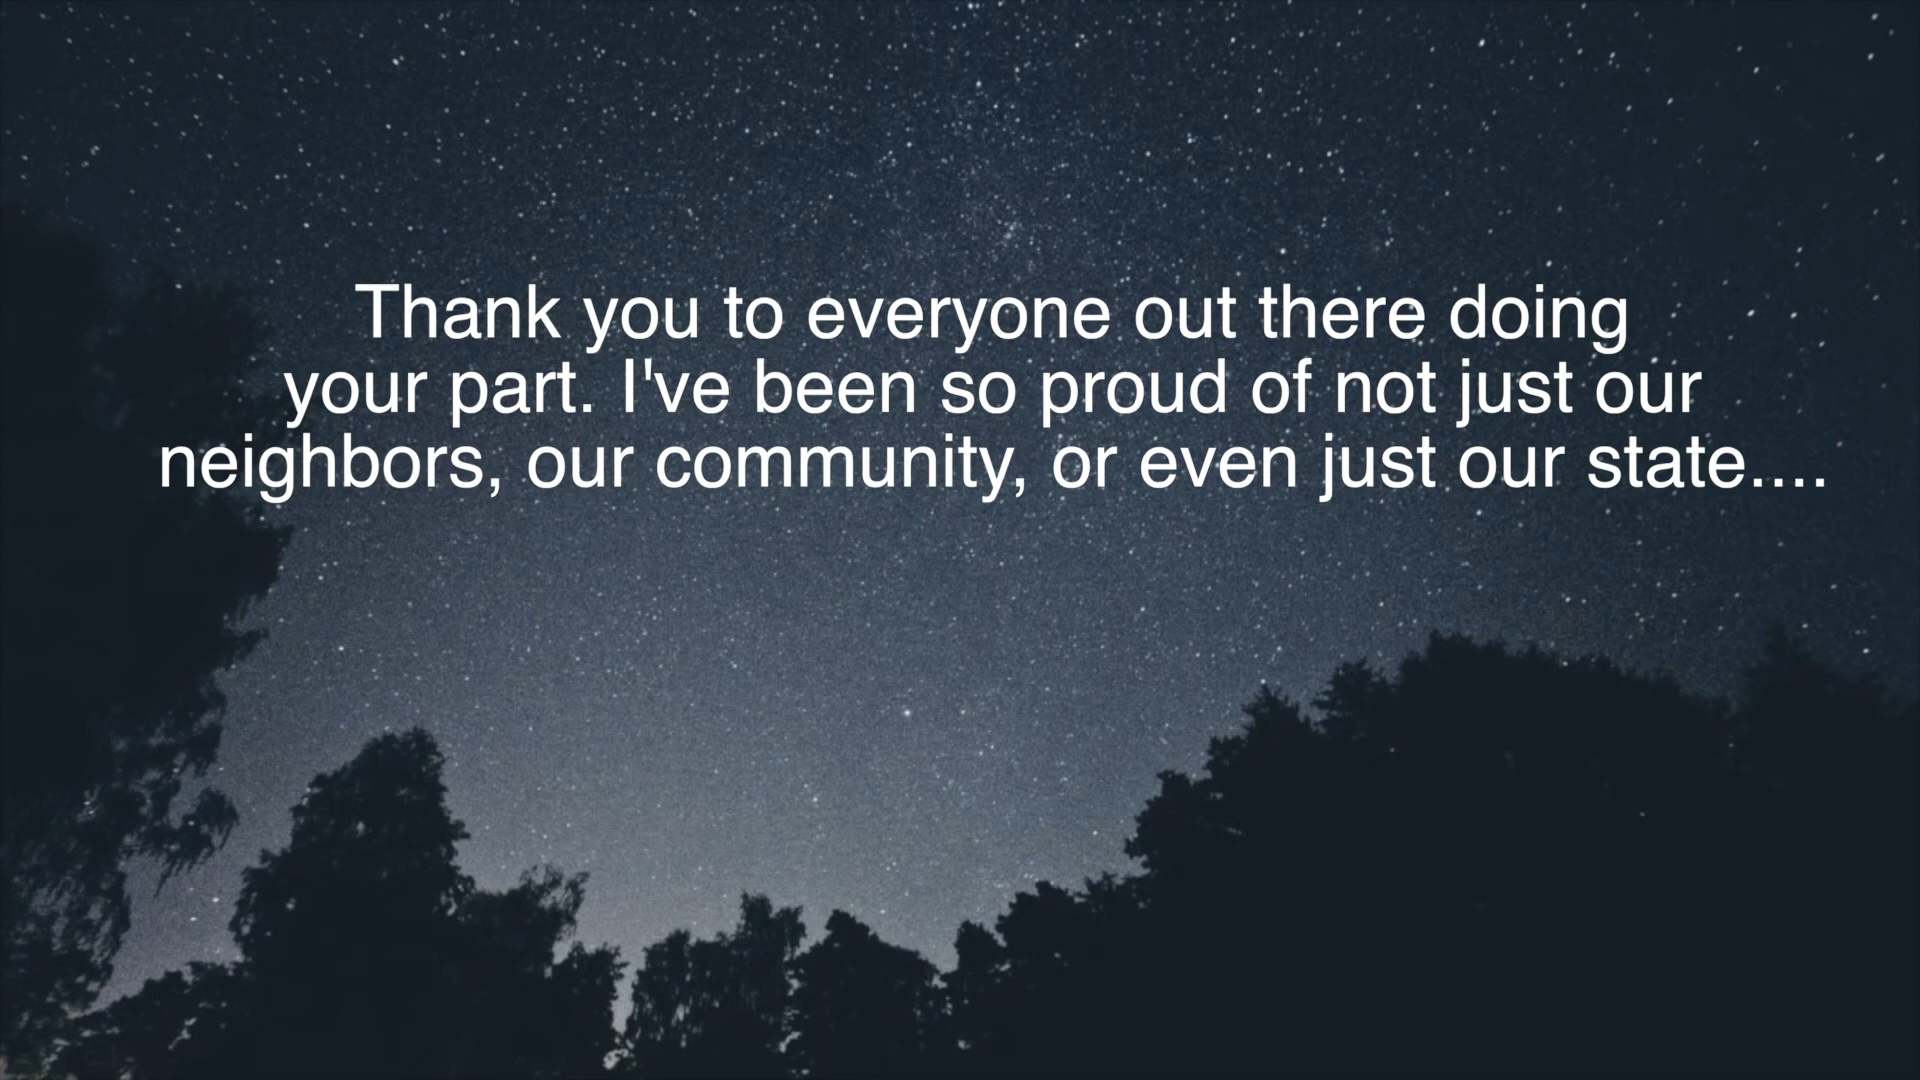 Thank you to everyone out there doing
your part. I've been so proud of not just our
neighbors, our community, or even just our state....